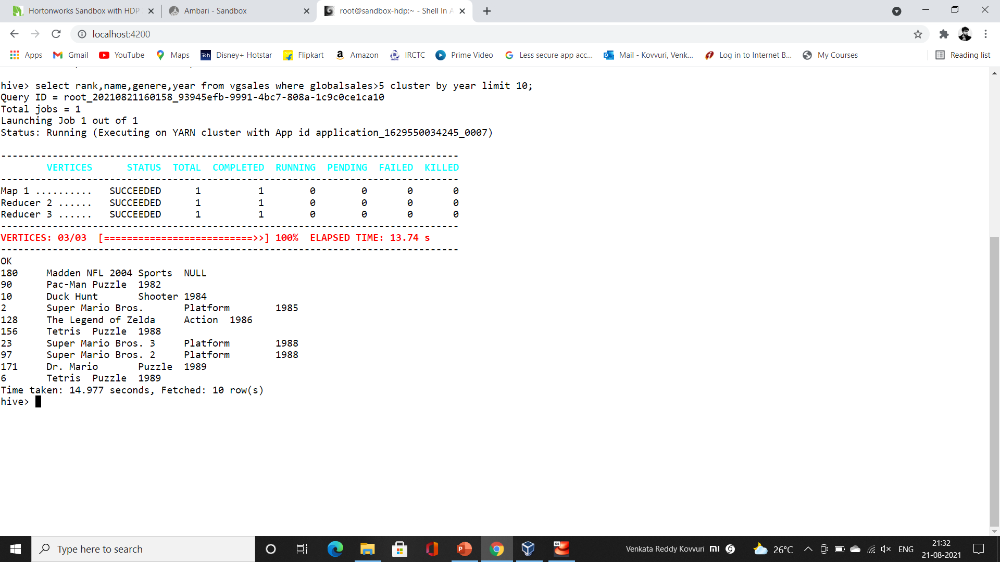 Hortonworks Sandbox with HDP
Ambari - Sandbox
root@sandbox-hdp:~ - Shell In A
localhost:4200
Apps
Gmail
YouTube
Maps
Disney+ Hotstar
Flipkart
Amazon
IRCTC
Prime Video
Less secure app acc...
Mail - Kovvuri, Venk...
Log in to Internet B...
My Courses
Reading list
hive> select rank,name,genere,year from vgsales where globalsales>5 cluster by year limit 10;
Query ID = root_20210821160158_93945efb-9991-4bc7-808a-1c9c0ce1ca10
Total jobs = 1
Launching Job 1 out of 1
Status: Running (Executing on YARN cluster with App id application_1629550034245_0007)
--------------------------------------------------------------------------------
VERTICES STATUS TOTAL COMPLETED RUNNING PENDING FAILED KILLED
--------------------------------------------------------------------------------
Map 1 .......... SUCCEEDED 1 1 0 0 0 0
Reducer 2 ...... SUCCEEDED 1 1 0 0 0 0
Reducer 3 ...... SUCCEEDED 1 1 0 0 0 0
--------------------------------------------------------------------------------
VERTICES: 03/03 [==========================>>] 100% ELAPSED TIME: 13.74 s
--------------------------------------------------------------------------------
OK
180 Madden NFL 2004 Sports NULL
90 Pac-Man Puzzle 1982
10 Duck Hunt Shooter 1984
2 Super Mario Bros. Platform 1985
128 The Legend of Zelda Action 1986
156 Tetris Puzzle 1988
23 Super Mario Bros. 3 Platform 1988
97 Super Mario Bros. 2 Platform 1988
171 Dr. Mario Puzzle 1989
6 Tetris Puzzle 1989
Time taken: 14.977 seconds, Fetched: 10 row(s)
hive>
Type here to search
Venkata Reddy Kovvuri
26°C
ENG
21:32
21-08-2021